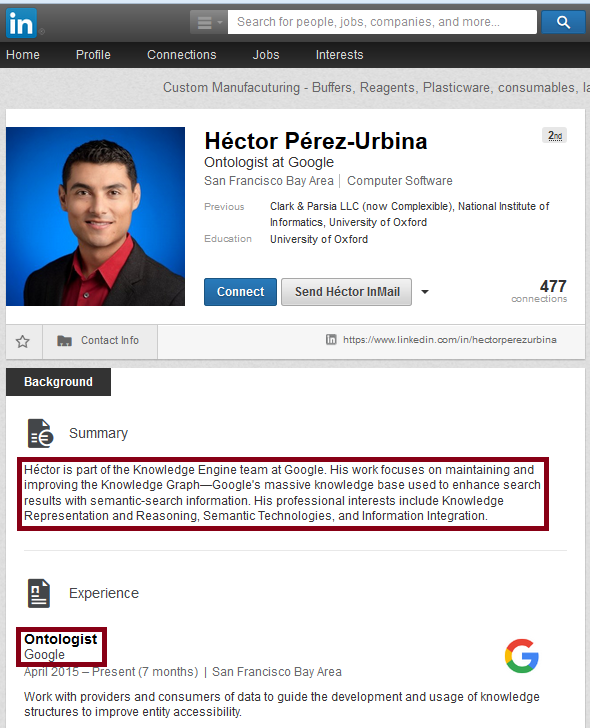 in
Search for people, jobs, companies, and more...
Home Profile Connections Jobs Interests
Custom Manufacuturing - Buffers, Reagents, Plasticware, consumables,
Héctor Pérez-Urbina
2nd
Ontologist at Google
San Francisco Bay Area | Computer Software
Previous Clark & Parsia LLC (now Complexible), National Institute of
Informatics, University of Oxford
Education University of Oxford
Connect Send Héctor InMail 477
connections
Contact Info in https://www.linkedin.com/in/hectorperezurbina
Background
Summary
Héctor is part of the Knowledge Engine team at Google. His work focuses on maintaining and
improving the Knowledge Graph—Google's massive knowledge base used to enhance search
results with semantic-search information. His professional interests include Knowledge
Representation and Reasoning, Semantic Technologies, and Information Integration.
Experience
Ontologist
Google
April 2015 – Present (7 months) | San Francisco Bay Area
G
Work with providers and consumers of data to guide the development and usage of knowledge
structures to improve entity accessibility.